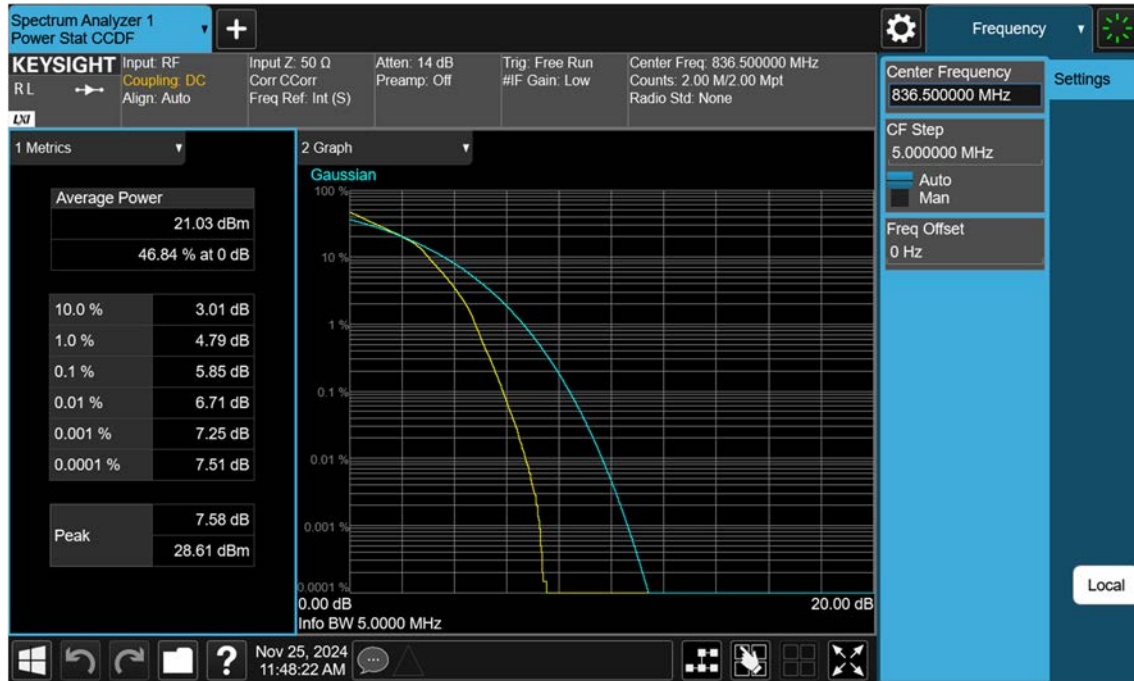 Spectrum Analyzer 1
Power Stat CCDF
+
Frequency
KEYSIGHT
RL
LXI
Input: RF
Coupling: DC
Align: Auto
Input Z: 50 Ω
Corr CCorr
Freq Ref: Int (S)
Atten: 14 dB
Preamp: Off
Trig: Free Run
#IF Gain: Low
Center Freq: 836.500000 MHz
Counts: 2.00 M/2.00 Mpt
Radio Std: None
Center Frequency
836.500000 MHz
Settings
CF Step
5.000000 MHz
Auto
Man
Freq Offset
0 Hz
Local
1 Metrics
Average Power
21.03 dBm
46.84 % at 0 dB
10.0 % 3.01 dB
1.0 % 4.79 dB
0.1 % 5.85 dB
0.01 % 6.71 dB
0.001 % 7.25 dB
0.0001 % 7.51 dB
Peak
7.58 dB
28.61 dBm
2 Graph
Gaussian
100 %
10 %
1 %
0.1 %
0.01 %
0.001 %
0.0001 %
0.00 dB 20.00 dB
Info BW 5.0000 MHz
?
Nov 25, 2024
11:48:22 AM